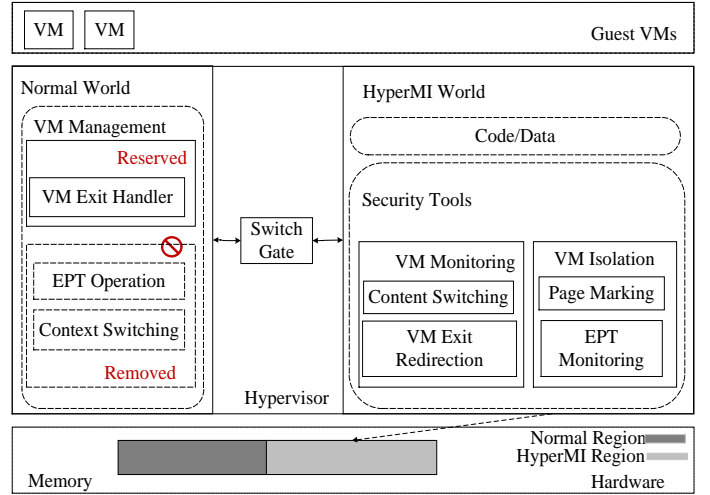 VM
VM
Guest VMs
Normal World
VM Management
Reserved
VM Exit Handler
EPT Operation
Context Switching
Removed
Switch
Gate
Hypervisor
HyperMI World
Code/Data
Security Tools
VM Monitoring
Content Switching
VM Exit
Redirection
VM Isolation
Page Marking
EPT
Monitoring
Normal Region
HyperMI Region
Memory
Hardware